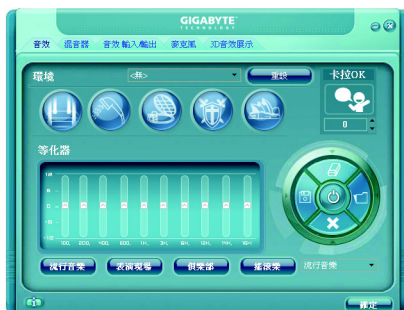 GIGABYTE
TECHNOLOGY
音效 混音器 音效輸入/輸出 麥克風 3D音效展示
環境 <無> 重設 卡拉OK
0
等化器
流行音樂 表演現場 俱樂部 搖滾樂 流行音樂
確定